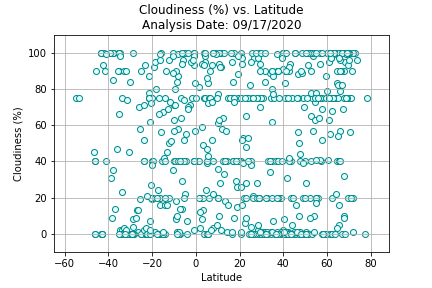 Cloudiness (%) vs. Latitude
Analysis Date: 09/17/2020
Cloudiness (%)
100
80
60
40
20
0
−60 −40 −20 0 20 40 60 80
Latitude